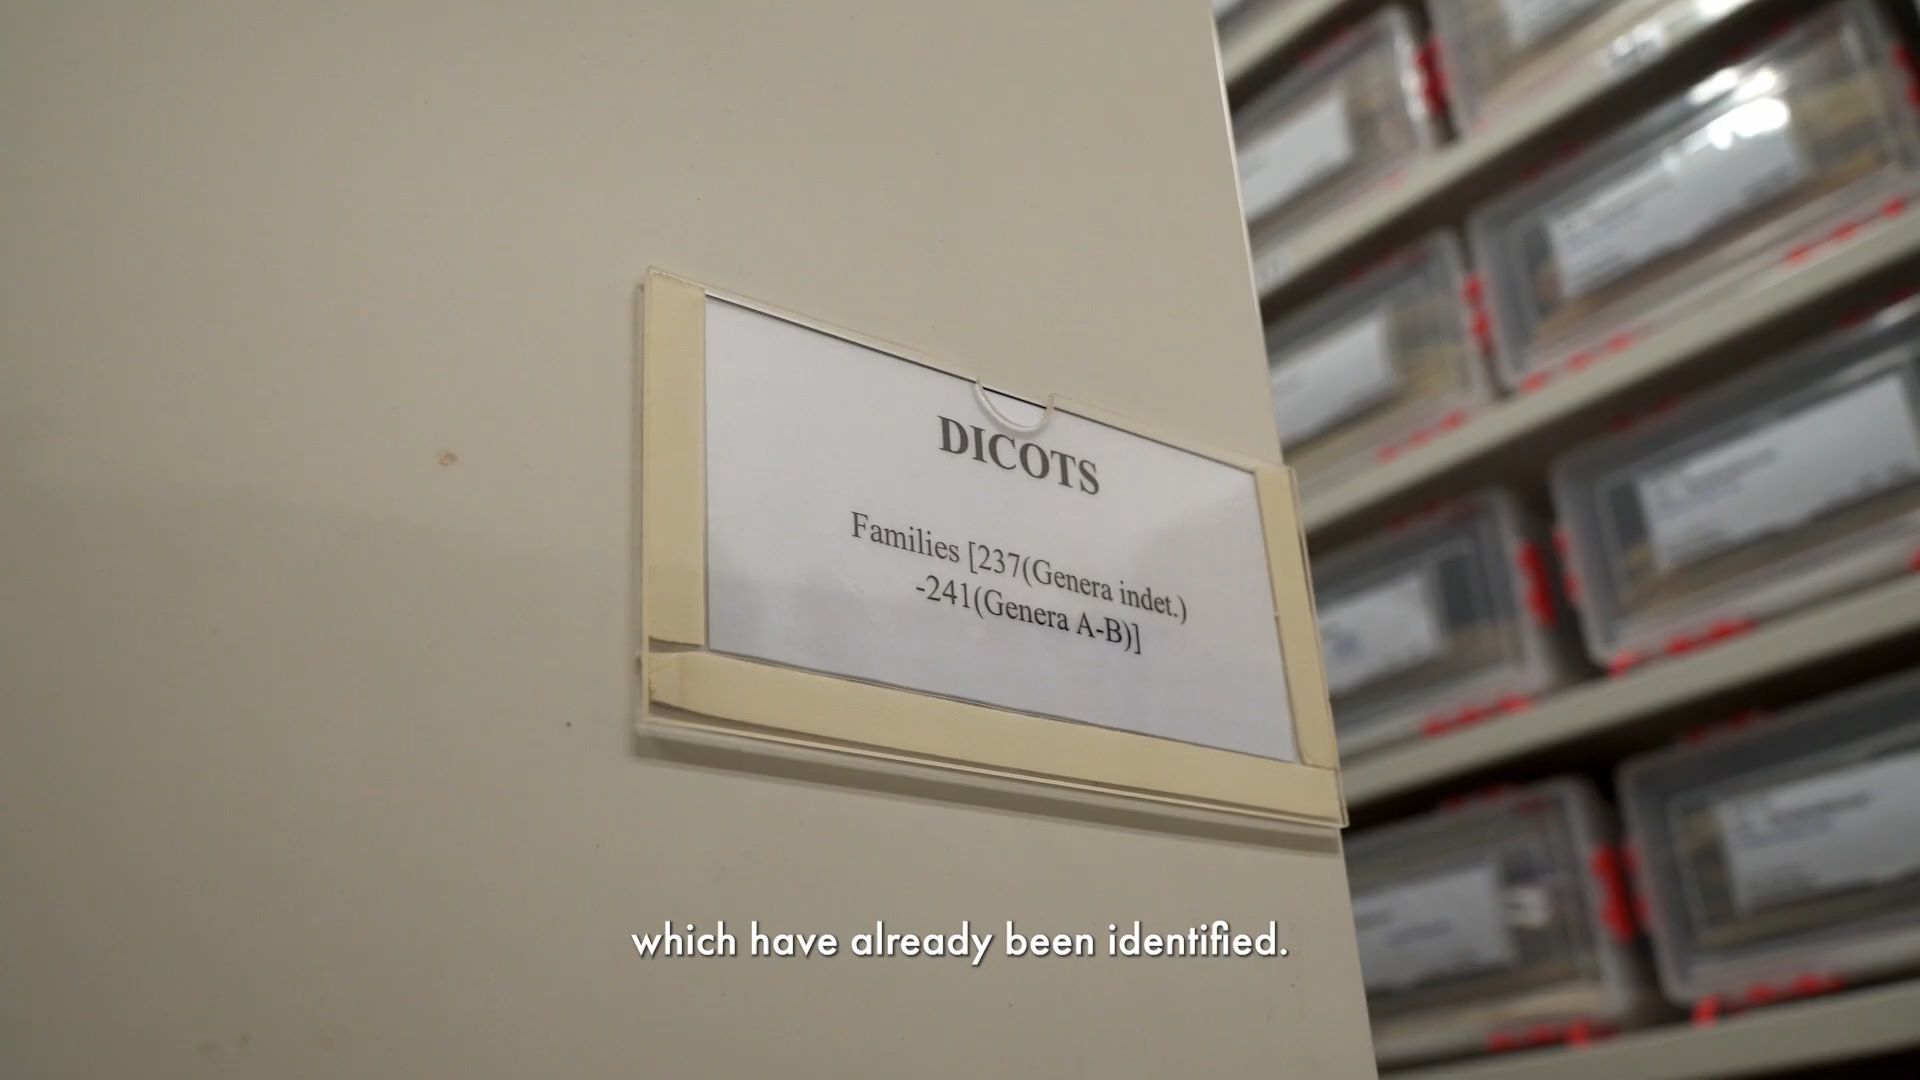 DICOTS
Families [237(Genera indet.)
-241(Genera A-B)]
which have already been identified.